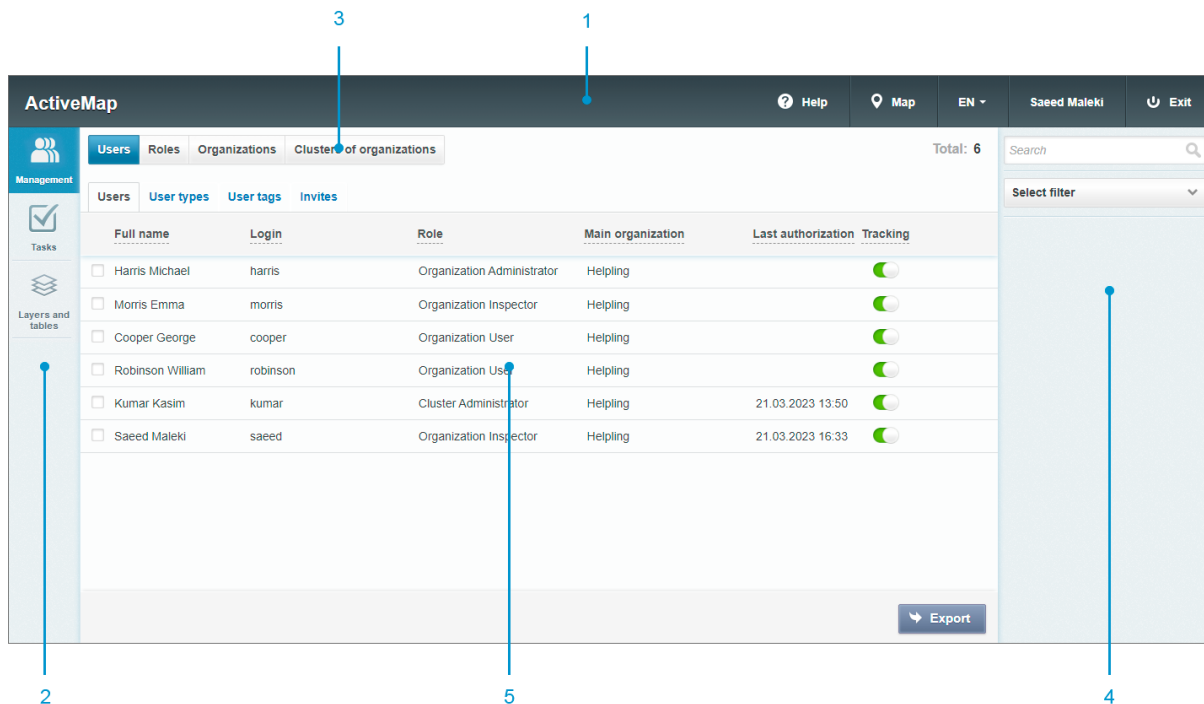 3 1
ActiveMap Help Map EN Saeed Maleki Exit
Management
Tasks
Layers and
tables
Users Roles Organizations Clusters of organizations Total: 6
Users User types User tags Invites
Full name Login Role Main organization Last authorization Tracking
Harris Michael harris Organization Administrator Helpling
Morris Emma morris Organization Inspector Helpling
Cooper George cooper Organization User Helpling
Robinson William robinson Organization User Helpling
Kumar Kasim kumar Cluster Administrator Helpling 21.03.2023 13:50
Saeed Maleki saeed Organization Inspector Helpling 21.03.2023 16:33
Export
Search
Select filter
2 5 4